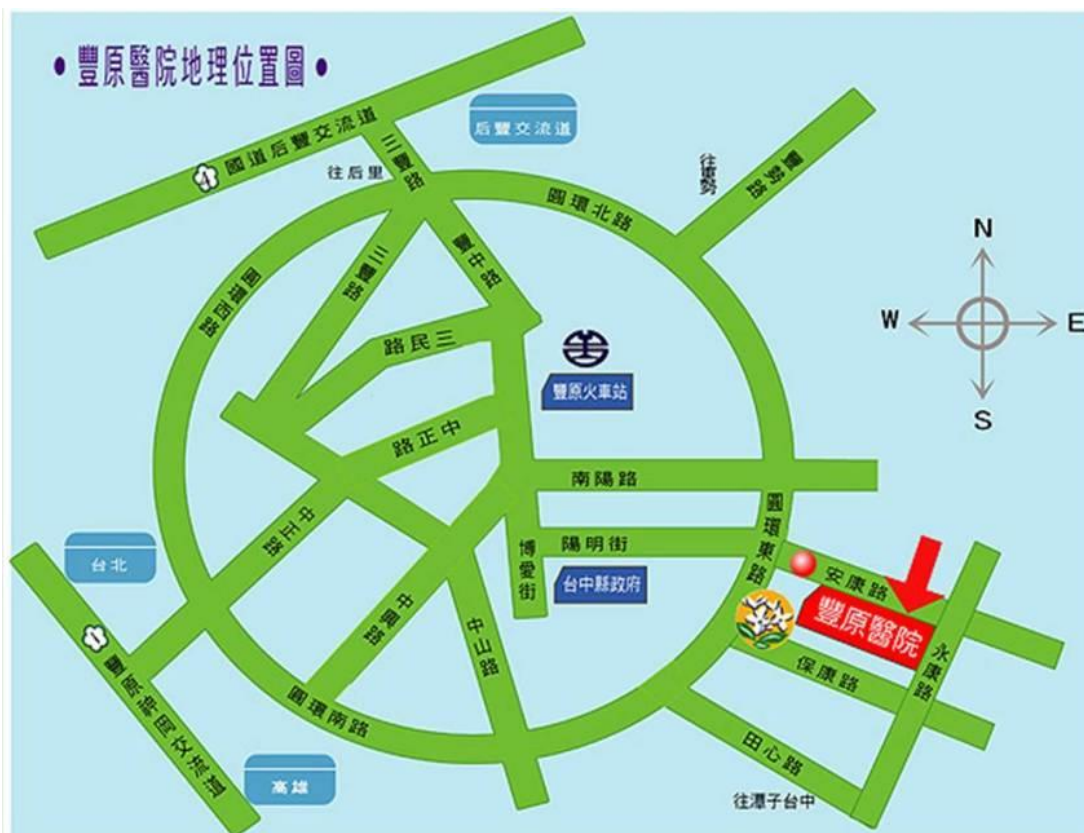 • 豐原醫院地理位置圖 •
后豐交流道
4 國道后豐交流道
往后里
三豐路
圓環北路
往東勢
豐勢路
N
W
E
S
圓環西路
三豐路
豐中路
三民路
豐原火車站
中正路
中正路
南陽路
圓環東路
陽明街
博愛街
台中縣政府
安康路
豐原醫院
永康路
保康路
田心路
往潭子台中
中興路
中山路
圓環南路
台北
1 豐原神岡交流道
高雄